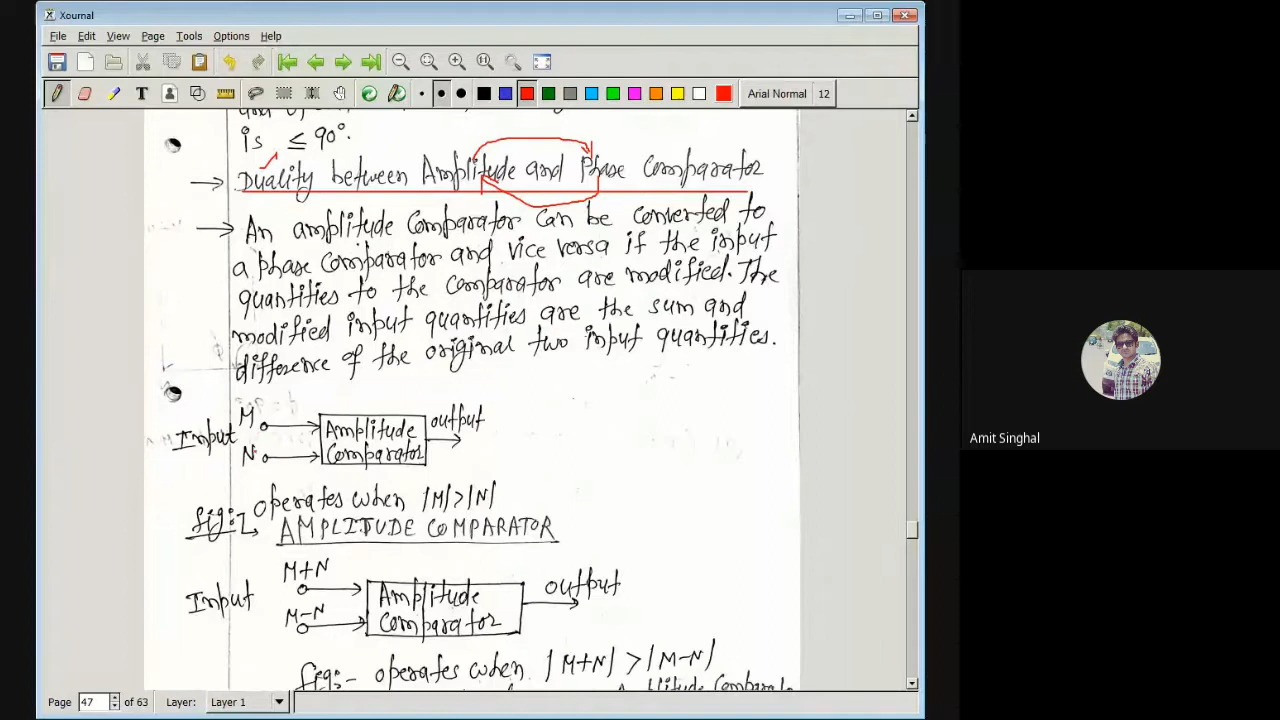 Xournal
File Edit View Page Tools Options Help
Arial Normal 12
is ≤ 90°.
→ Duality between Amplitude and Phase Comparator
→ An amplitude Comparator Can be converted to
a phase Comparator and vice versa if the input
quantities to the Comparator are modified. The
modified input quantities are the sum and
difference of the original two input quantities.
Input M N
Amplitude
Comparator
output
operates when |M|>|N|
fig:- AMPLITUDE COMPARATOR
Input M+N M-N
Amplitude
Comparator
output
fig:- operates when |M+N| > |M-N|
Page 47 of 63 Layer: Layer 1
Amit Singhal